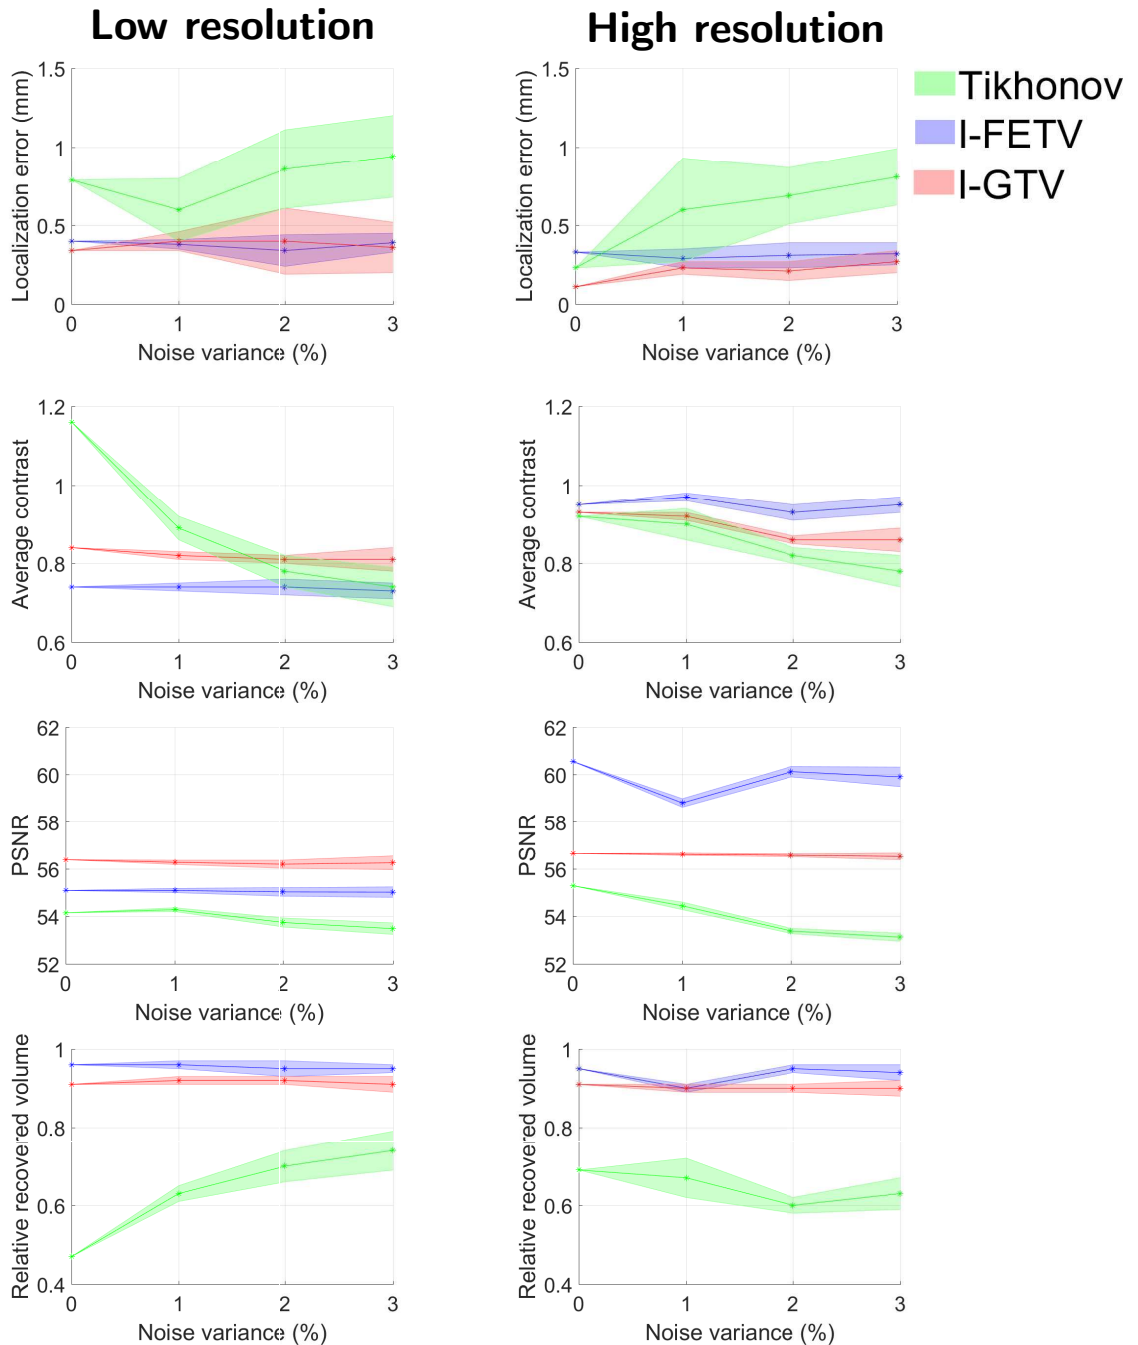 Low resolution
High resolution
1.5
1
0.5
0
0 1 2 3
Localization error (mm)
Noise variance (%)
1.5
1
0.5
0
0 1 2 3
Localization error (mm)
Noise variance (%)
Tikhonov
I-FETV
I-GTV
1.2
1
0.8
0.6
0 1 2 3
Average contrast
Noise variance (%)
1.2
1
0.8
0.6
0 1 2 3
Average contrast
Noise variance (%)
62
60
58
56
54
52
0 1 2 3
PSNR
Noise variance (%)
62
60
58
56
54
52
0 1 2 3
PSNR
Noise variance (%)
1
0.8
0.6
0.4
0 1 2 3
Relative recovered volume
Noise variance (%)
1
0.8
0.6
0.4
0 1 2 3
Relative recovered volume
Noise variance (%)